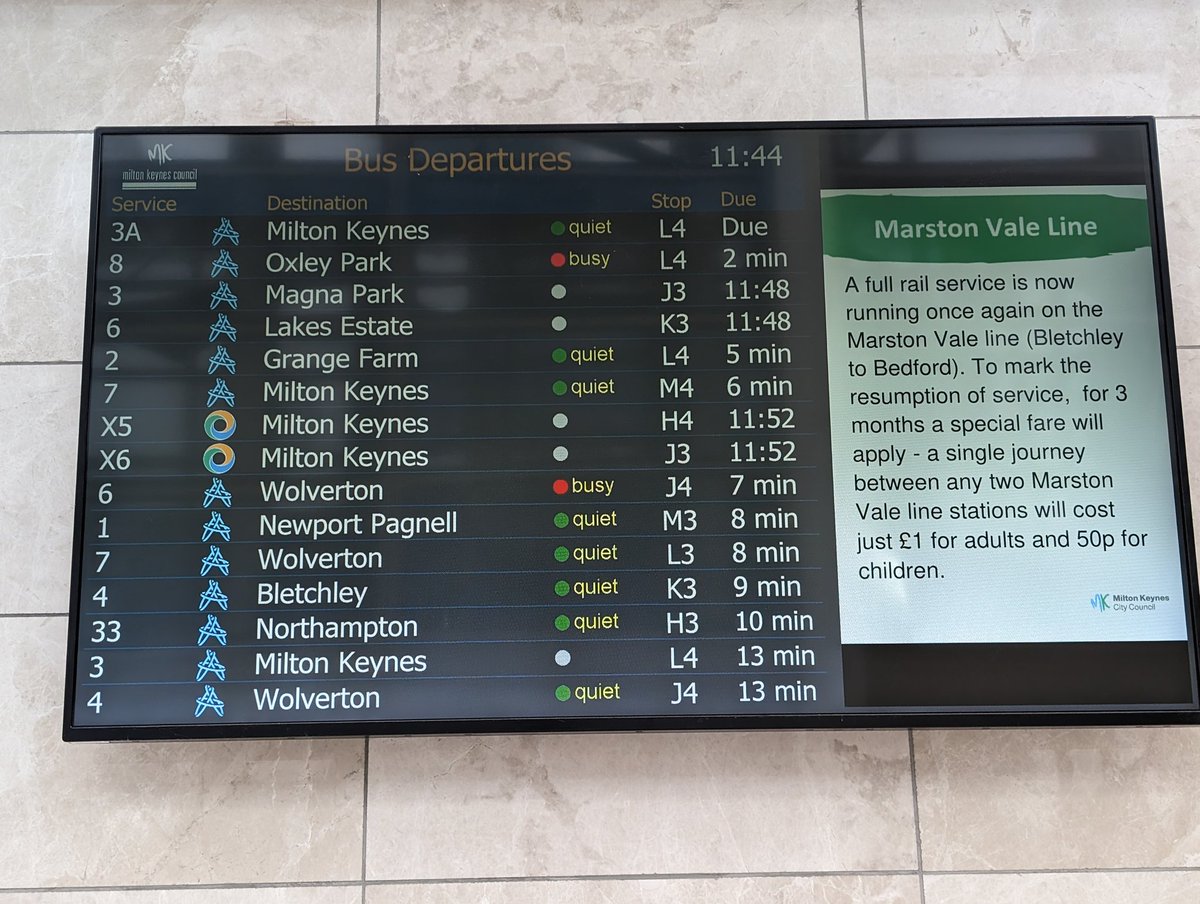 MK
milton keynes council
Bus Departures 11:44
Service Destination Stop Due
3A Milton Keynes quiet L4 Due
8 Oxley Park busy L4 2 min
3 Magna Park J3 11:48
6 Lakes Estate K3 11:48
2 Grange Farm quiet L4 5 min
7 Milton Keynes quiet M4 6 min
X5 Milton Keynes H4 11:52
X6 Milton Keynes J3 11:52
6 Wolverton busy J4 7 min
1 Newport Pagnell quiet M3 8 min
7 Wolverton quiet L3 8 min
4 Bletchley quiet K3 9 min
33 Northampton quiet H3 10 min
3 Milton Keynes L4 13 min
4 Wolverton quiet J4 13 min
Marston Vale Line
A full rail service is now
running once again on the
Marston Vale line (Bletchley
to Bedford). To mark the
resumption of service, for 3
months a special fare will
apply - a single journey
between any two Marston
Vale line stations will cost
just £1 for adults and 50p for
children.
MK Milton Keynes
City Council